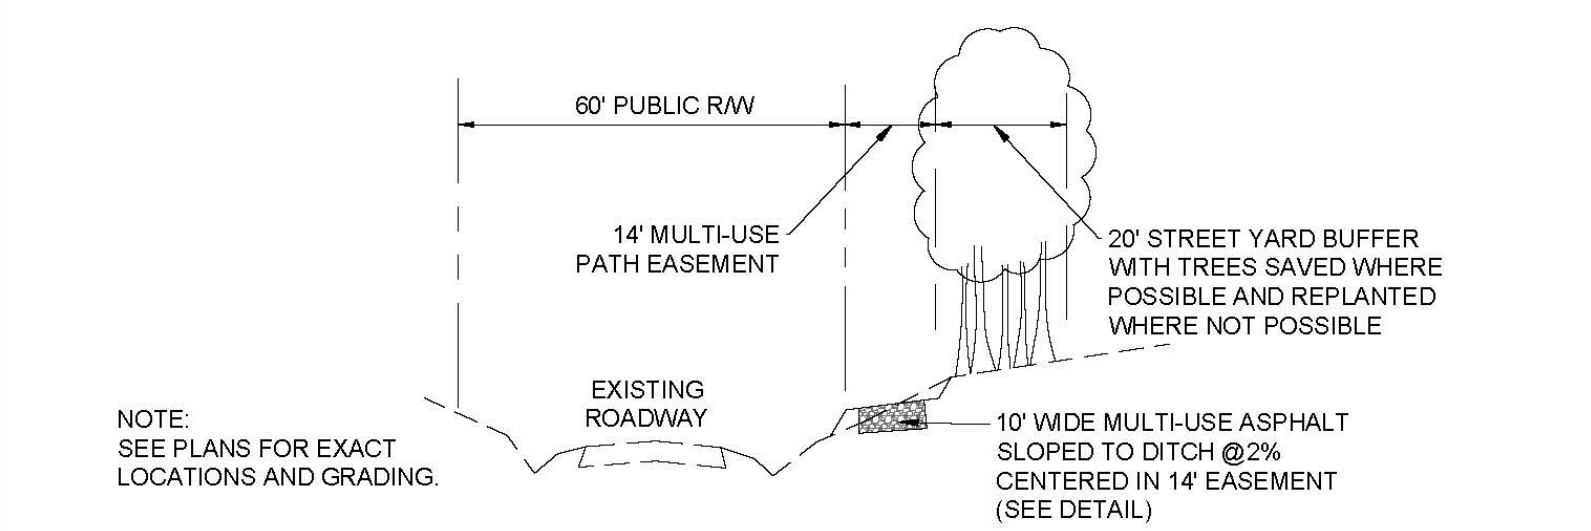 60' PUBLIC R/W
14' MULTI-USE
PATH EASEMENT
20' STREET YARD BUFFER
WITH TREES SAVED WHERE
POSSIBLE AND REPLANTED
WHERE NOT POSSIBLE
EXISTING
ROADWAY
NOTE:
SEE PLANS FOR EXACT
LOCATIONS AND GRADING.
10' WIDE MULTI-USE ASPHALT
SLOPED TO DITCH @2%
CENTERED IN 14' EASEMENT
(SEE DETAIL)